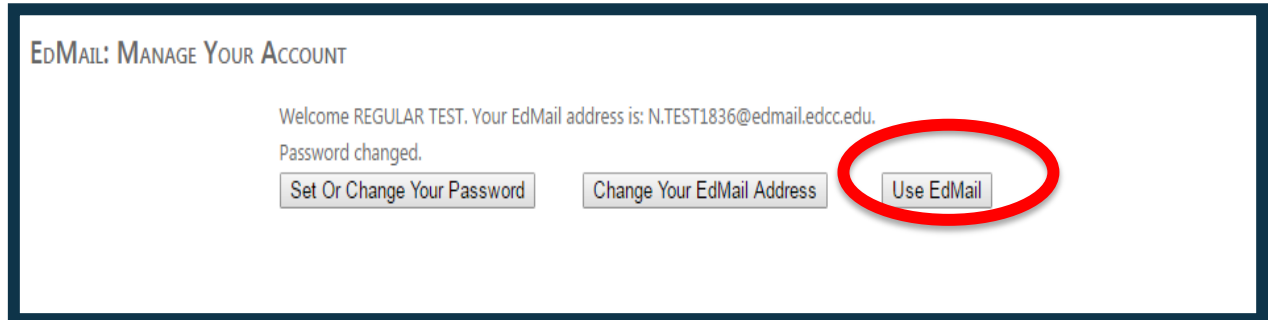 EdMail: Manage Your Account
Welcome REGULAR TEST. Your EdMail address is: N.TEST1836@edmail.edcc.edu.
Password changed.
Set Or Change Your Password Change Your EdMail Address Use EdMail